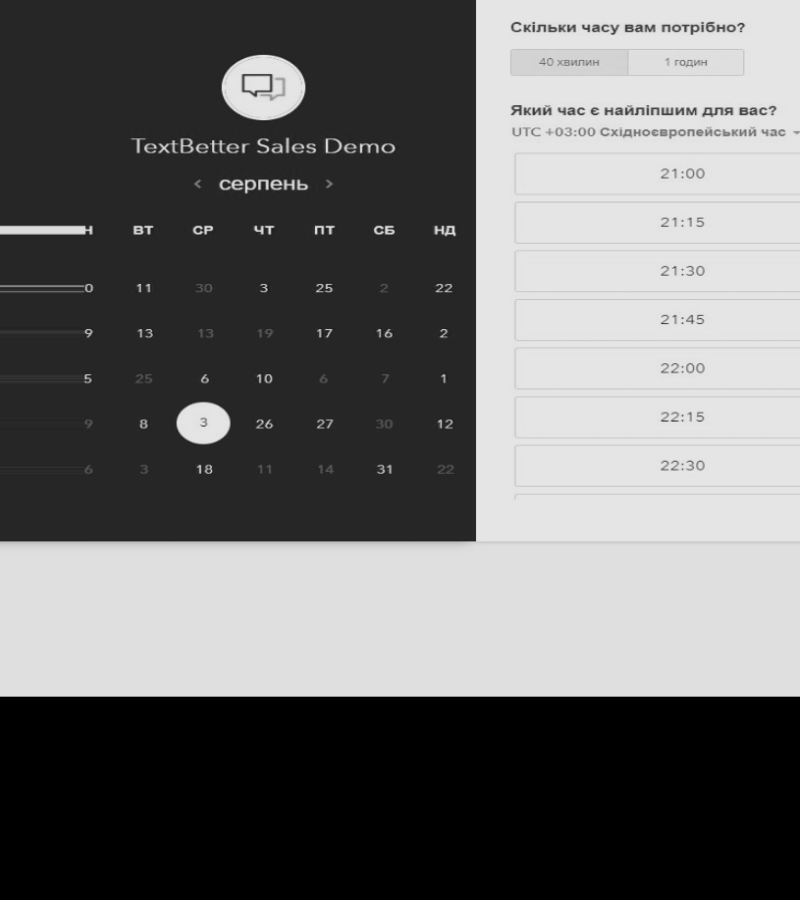 TextBetter Sales Demo
< серпень >
Н ВТ СР ЧТ ПТ СБ НД
0 11 30 3 25 2 22
9 13 13 19 17 16 2
5 25 6 10 6 7 1
9 8 3 26 27 30 12
6 3 18 11 14 31 22
Скільки часу вам потрібно?
40 хвилин 1 годин
Який час є найліпшим для вас?
UTC +03:00 Східноєвропейський час
21:00
21:15
21:30
21:45
22:00
22:15
22:30